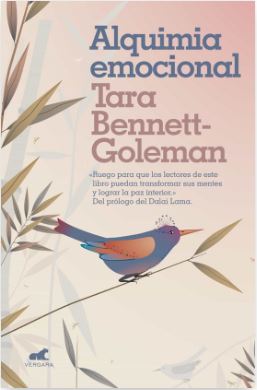 Alquimia
emocional
Tara
Bennett-
Goleman
«Ruego para que los lectores de este
libro puedan transformar sus mentes
y lograr la paz interior.»
Del prólogo del Dalai Lama.
VERGARA